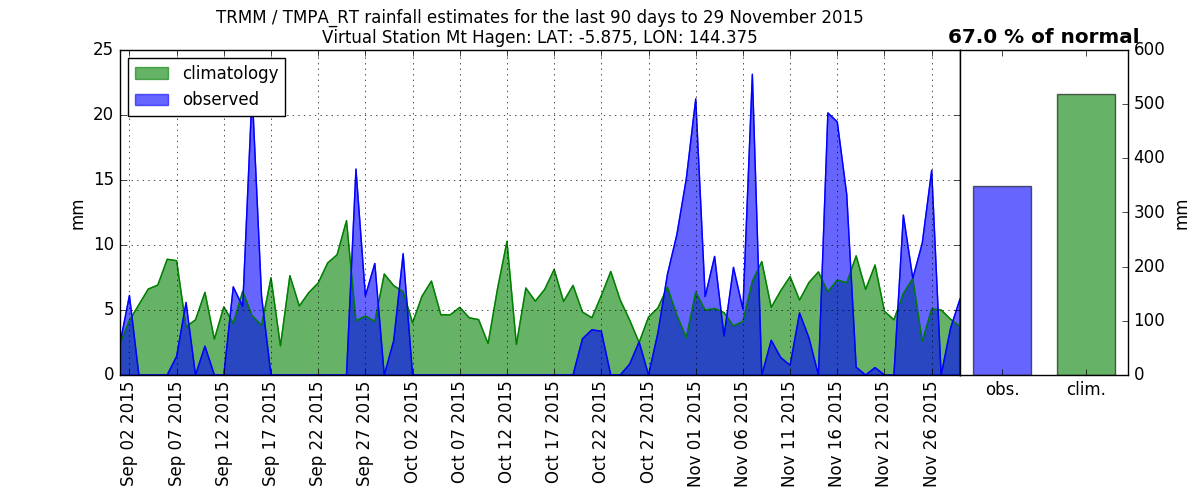 TRMM / TMPA_RT rainfall estimates for the last 90 days to 29 November 2015
Virtual Station Mt Hagen: LAT: -5.875, LON: 144.375
67.0 % of normal
climatology
observed
mm
25
20
15
10
5
0
Sep 02 2015
Sep 07 2015
Sep 12 2015
Sep 17 2015
Sep 22 2015
Sep 27 2015
Oct 02 2015
Oct 07 2015
Oct 12 2015
Oct 17 2015
Oct 22 2015
Oct 27 2015
Nov 01 2015
Nov 06 2015
Nov 11 2015
Nov 16 2015
Nov 21 2015
Nov 26 2015
600
500
400
300
200
100
0
mm
obs.
clim.